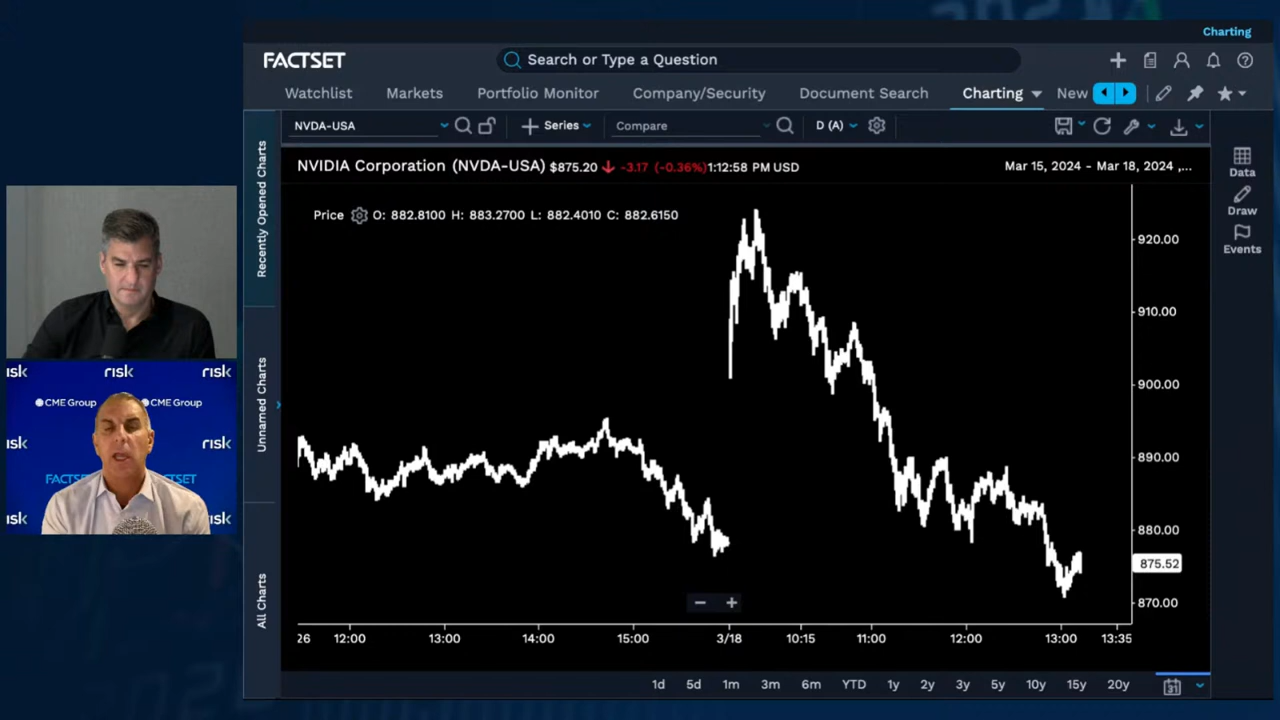 Charting
FACTSET
Search or Type a Question
Watchlist Markets Portfolio Monitor Company/Security Document Search Charting New
NVDA-USA Series Compare D (A)
NVIDIA Corporation (NVDA-USA) $875.20 -3.17 (-0.36%) 1:12:58 PM USD Mar 15, 2024 - Mar 18, 2024 ,...
Price O: 882.8100 H: 883.2700 L: 882.4010 C: 882.6150
Recently Opened Charts
Unnamed Charts
All Charts
Data
Draw
Events
920.00
910.00
900.00
890.00
880.00
875.52
870.00
26 12:00 13:00 14:00 15:00 3/18 10:15 11:00 12:00 13:00 13:35
1d 5d 1m 3m 6m YTD 1y 2y 3y 5y 10y 15y 20y
31
isk risk risk
CME Group CME Group
isk risk
FACTSE TSET
isk risk